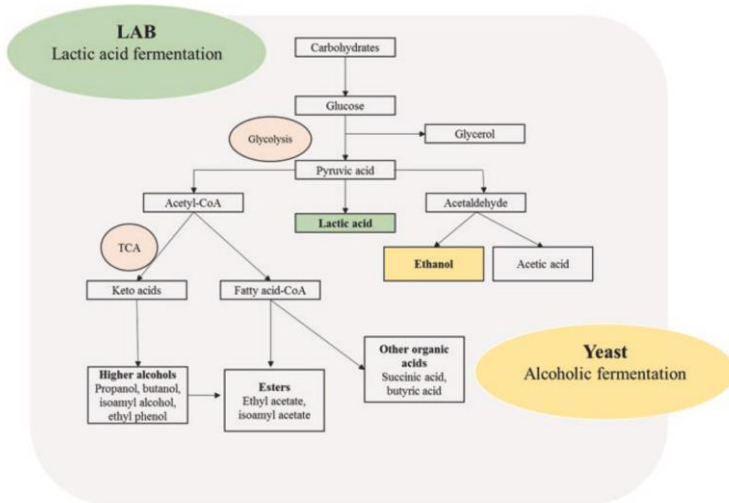 LAB
Lactic acid fermentation
Carbohydrates
Glucose
Glycolysis
Glycerol
Pyruvic acid
Acetyl-CoA
Lactic acid
Acetaldehyde
TCA
Ethanol
Acetic acid
Keto acids
Fatty acid-CoA
Higher alcohols
Propanol, butanol,
isoamyl alcohol,
ethyl phenol
Esters
Ethyl acetate,
isoamyl acetate
Other organic
acids
Succinic acid,
butyric acid
Yeast
Alcoholic fermentation